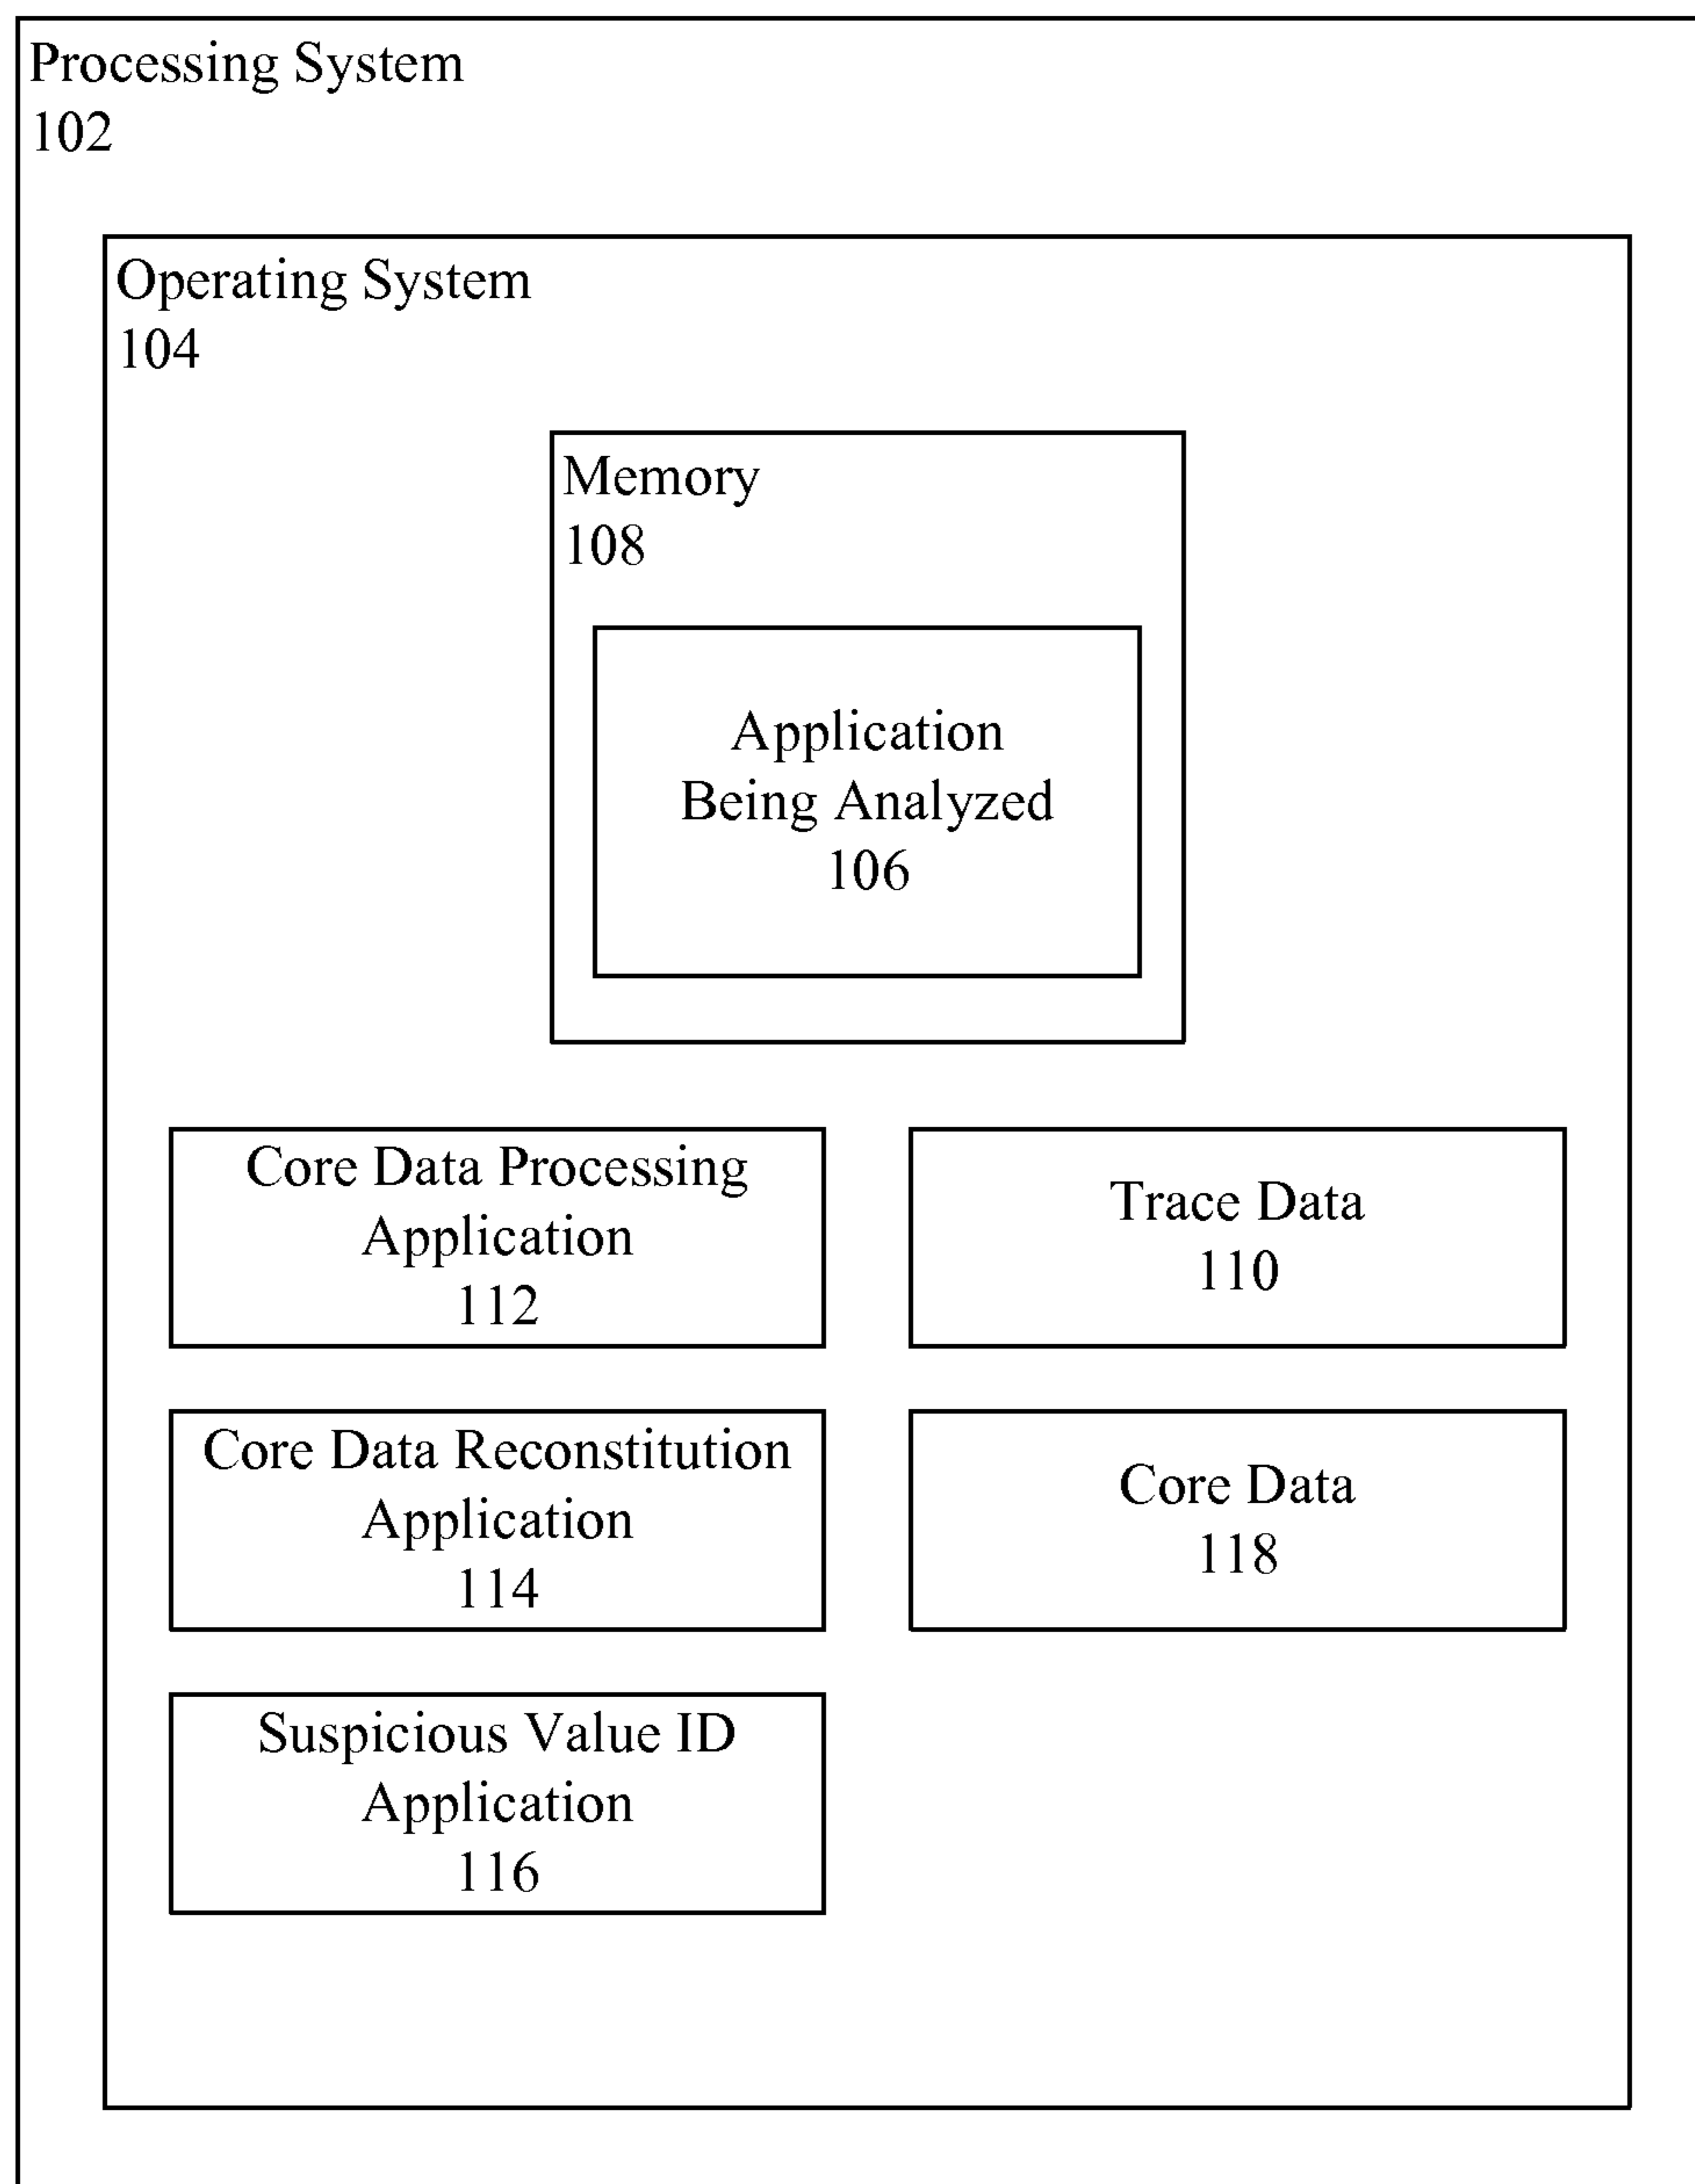 Processing System
102
Operating System
104
Memory
108
Application
Being Analyzed
106
Core Data Processing
Application
112
Trace Data
110
Core Data Reconstitution
Application
114
Core Data
118
Suspicious Value ID
Application
116